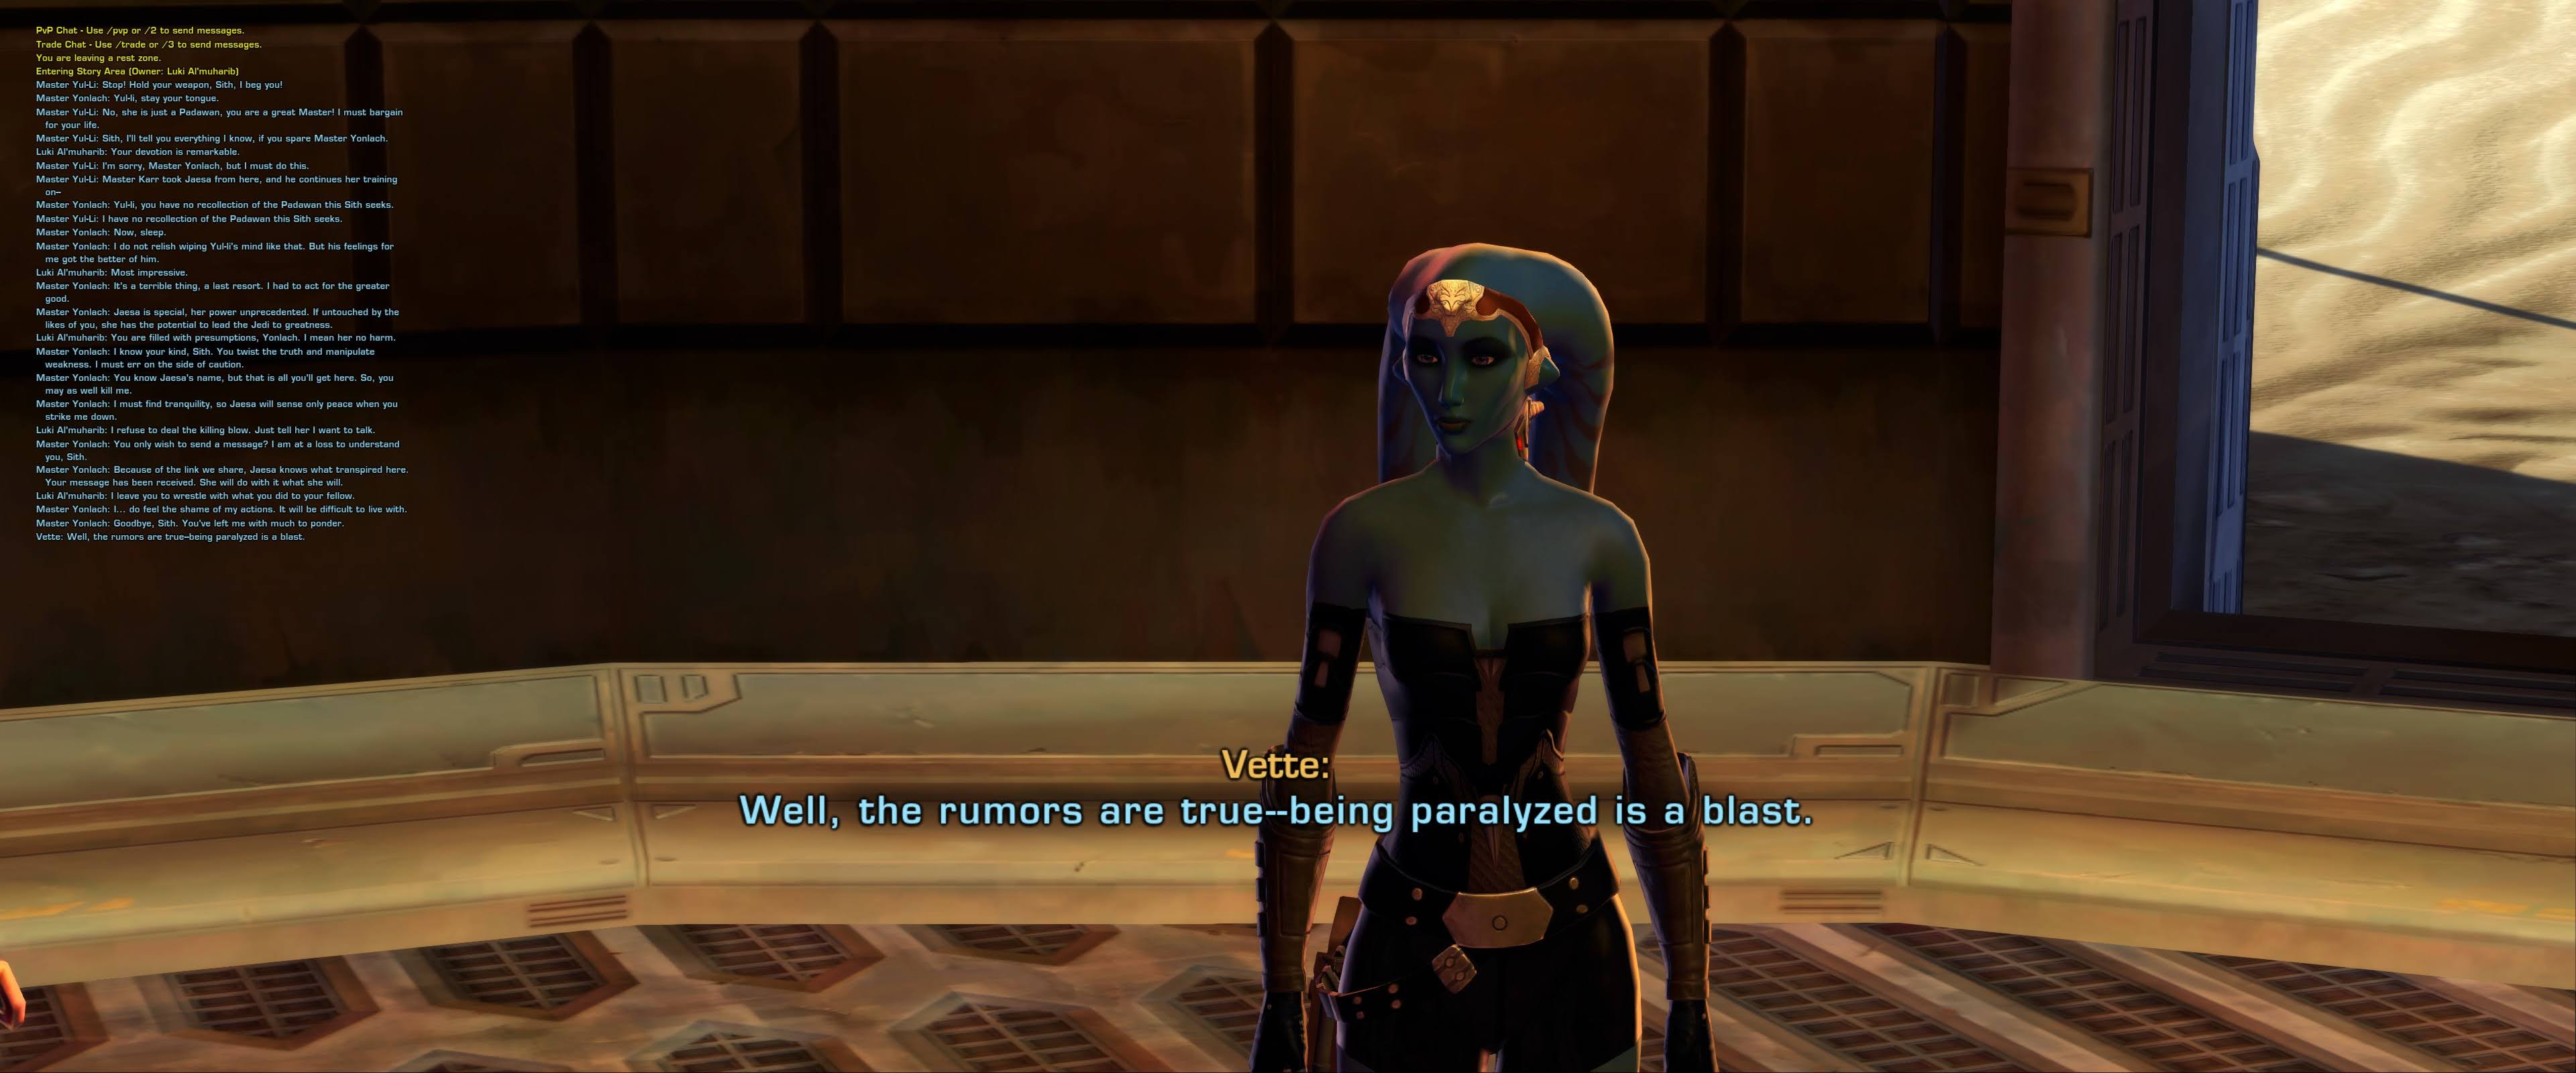 PvP Chat - Use /pvp or /2 to send messages.
Trade Chat - Use /trade or /3 to send messages.
You are leaving a rest zone.
Entering Story Area (Owner: Luki Al'muharib)
Master Yul-Li: Stop! Hold your weapon, Sith, I beg you!
Master Yonlach: Yul-li, stay your tongue.
Master Yul-Li: No, she is just a Padawan, you are a great Master! I must bargain
for your life.
Master Yul-Li: Sith, I'll tell you everything I know, if you spare Master Yonlach.
Luki Al'muharib: Your devotion is remarkable.
Master Yul-Li: I'm sorry, Master Yonlach, but I must do this.
Master Yul-Li: Master Karr took Jaesa from here, and he continues her training
on--
Master Yonlach: Yul-li, you have no recollection of the Padawan this Sith seeks.
Master Yul-Li: I have no recollection of the Padawan this Sith seeks.
Master Yonlach: Now, sleep.
Master Yonlach: I do not relish wiping Yul-li's mind like that. But his feelings for
me got the better of him.
Luki Al'muharib: Most impressive.
Master Yonlach: It's a terrible thing, a last resort. I had to act for the greater
good.
Master Yonlach: Jaesa is special, her power unprecedented. If untouched by the
likes of you, she has the potential to lead the Jedi to greatness.
Luki Al'muharib: You are filled with presumptions, Yonlach. I mean her no harm.
Master Yonlach: I know your kind, Sith. You twist the truth and manipulate
weakness. I must err on the side of caution.
Master Yonlach: You know Jaesa's name, but that is all you'll get here. So, you
may as well kill me.
Master Yonlach: I must find tranquility, so Jaesa will sense only peace when you
strike me down.
Luki Al'muharib: I refuse to deal the killing blow. Just tell her I want to talk.
Master Yonlach: You only wish to send a message? I am at a loss to understand
you, Sith.
Master Yonlach: Because of the link we share, Jaesa knows what transpired here.
Your message has been received. She will do with it what she will.
Luki Al'muharib: I leave you to wrestle with what you did to your fellow.
Master Yonlach: I... do feel the shame of my actions. It will be difficult to live with.
Master Yonlach: Goodbye, Sith. You've left me with much to ponder.
Vette: Well, the rumors are true--being paralyzed is a blast.
Vette:
Well, the rumors are true--being paralyzed is a blast.